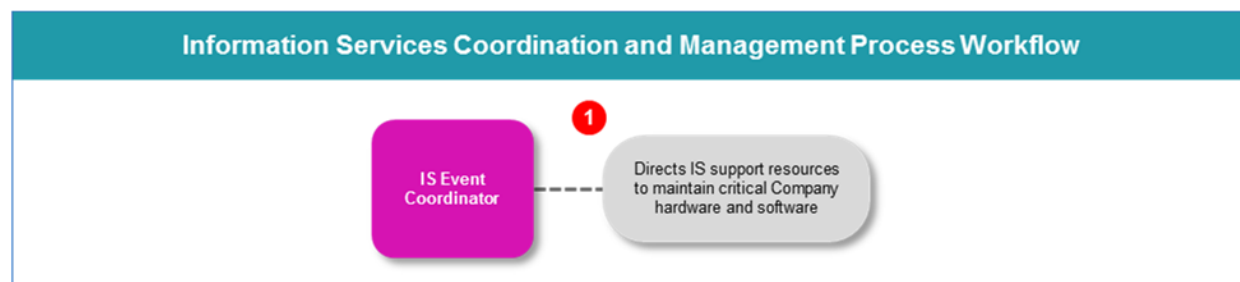 Information Services Coordination and Management Process Workflow
1
IS Event
Coordinator
Directs IS support resources
to maintain critical Company
hardware and software